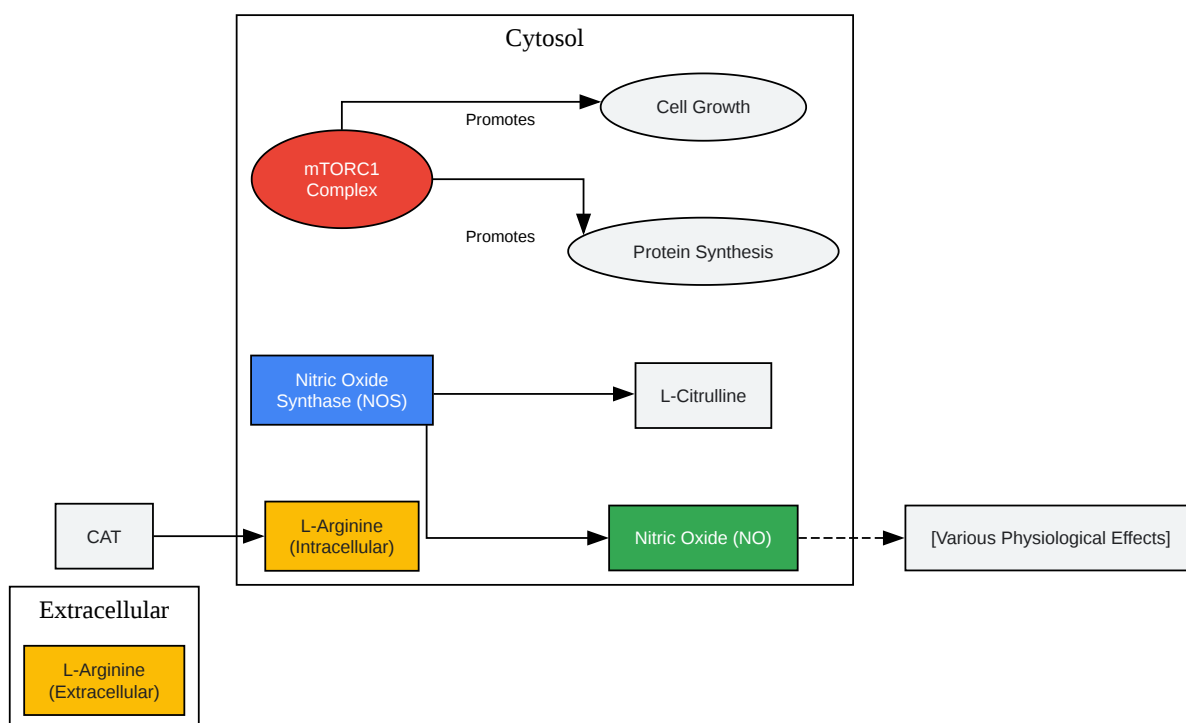 Cytosol
Cell Growth
Promotes
mTORC1
Complex
Promotes
Protein Synthesis
Nitric Oxide
Synthase (NOS)
L-Citrulline
CAT
L-Arginine
(Intracellular)
Nitric Oxide (NO)
[Various Physiological Effects]
Extracellular
L-Arginine
(Extracellular)